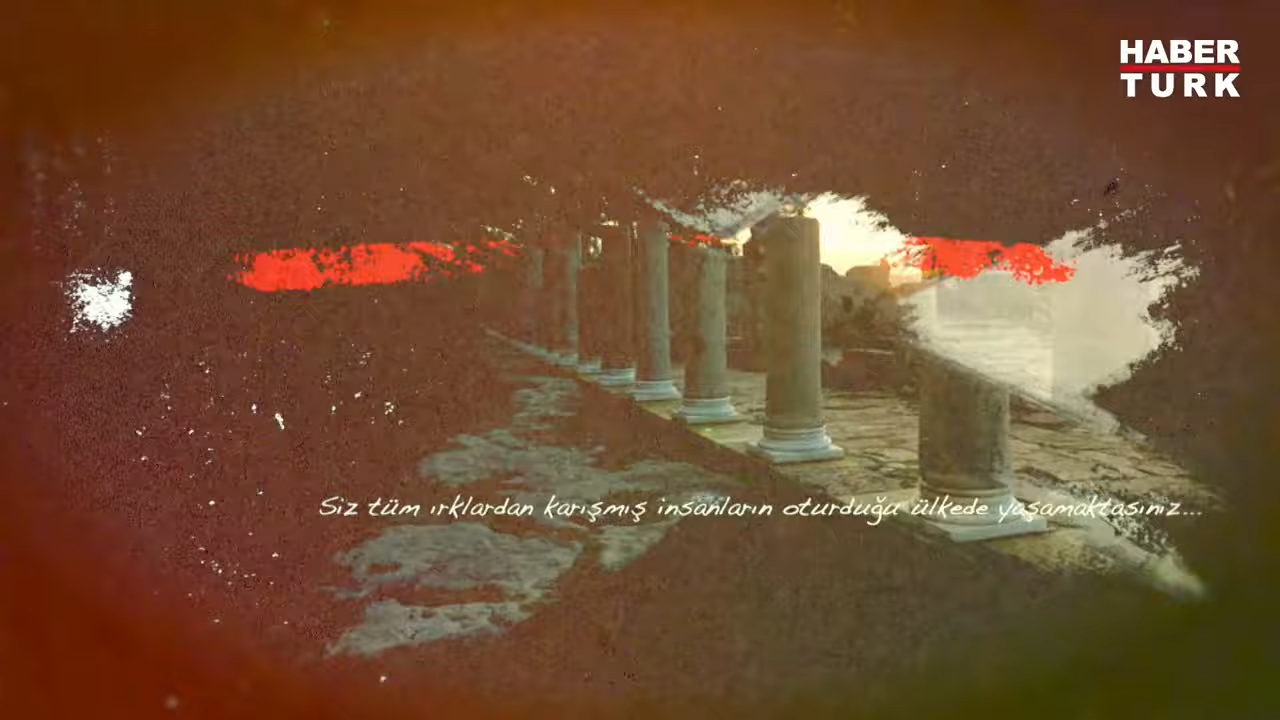 HABER
TURK
Siz tüm ırklardan karışmış insanların oturduğu ülkede yaşamaktasınız...